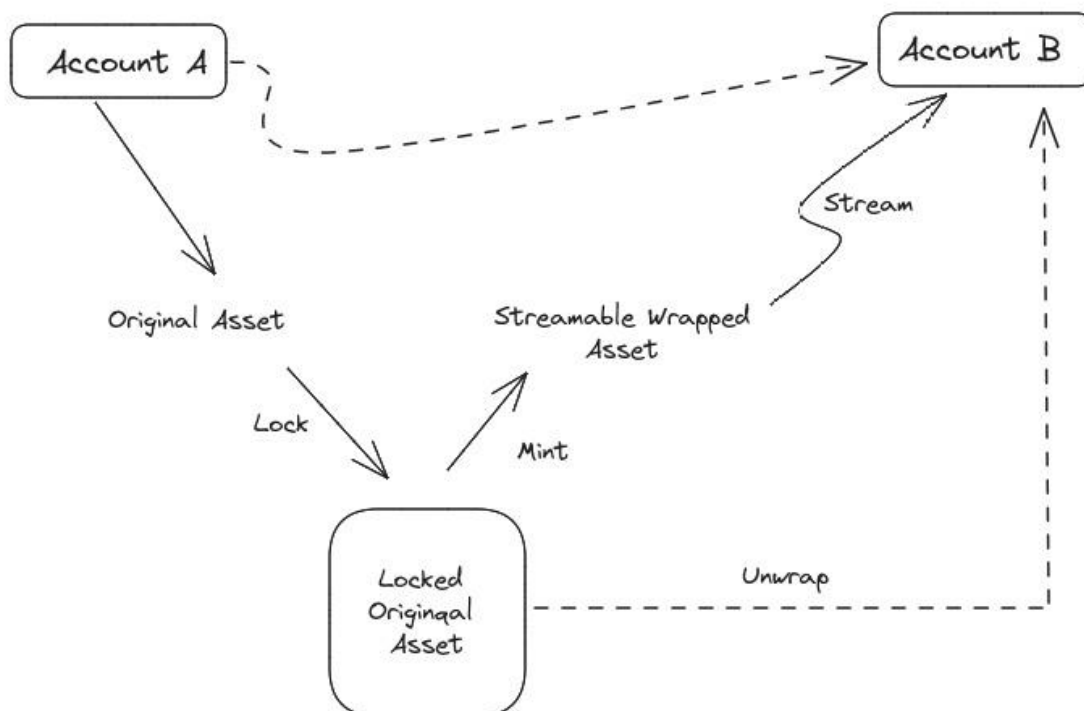 Account A
Account B
Stream
Original Asset
Streamable Wrapped
Asset
Lock
Mint
Locked
Originqal
Asset
Unwrap